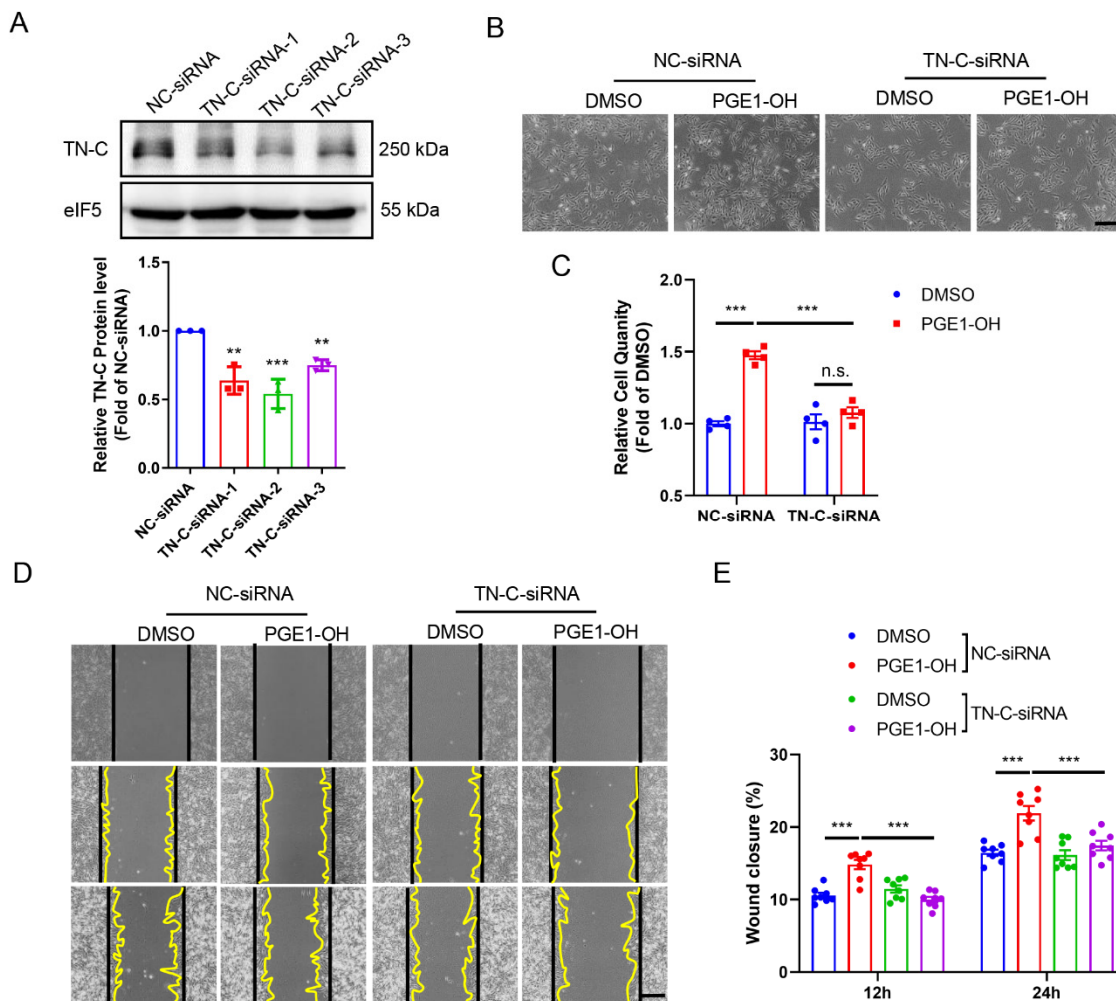 A
NC-siRNA
TN-C-siRNA-1
TN-C-siRNA-2
TN-C-siRNA-3
TN-C
250 kDa
eIF5
55 kDa
Relative TN-C Protein level
(Fold of NC-siRNA)
1.5
1.0
0.5
0.0
**
***
**
NC-siRNA
TN-C-siRNA-1
TN-C-siRNA-2
TN-C-siRNA-3
B
NC-siRNA
TN-C-siRNA
DMSO
PGE1-OH
DMSO
PGE1-OH
C
Relative Cell Quanity
(Fold of DMSO)
2.0
1.5
1.0
0.5
***
***
n.s.
NC-siRNA
TN-C-siRNA
DMSO
PGE1-OH
D
NC-siRNA
TN-C-siRNA
DMSO
PGE1-OH
DMSO
PGE1-OH
E
DMSO
PGE1-OH
NC-siRNA
DMSO
PGE1-OH
TN-C-siRNA
Wound closure (%)
30
20
10
0
***
***
***
***
12h
24h